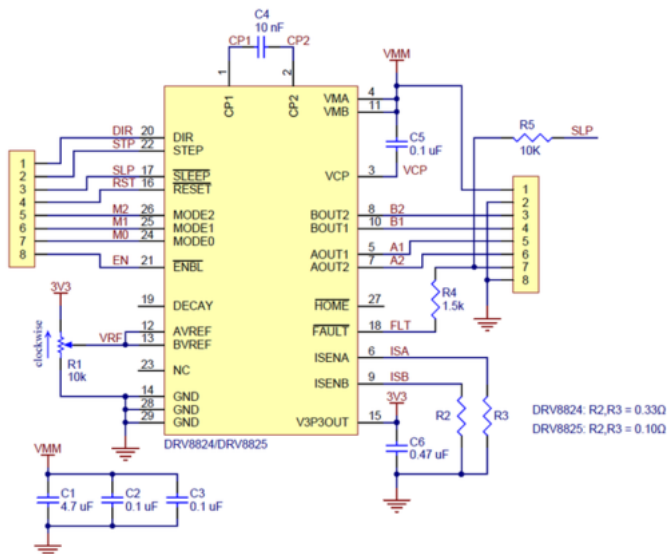 C4
10 nF
CP1 CP2
1 2
CP1 CP2
VMM
VMA 4
VMB 11
C5
0.1 uF
VCP 3 VCP
R5
10K
SLP
1
2
3
4
5
6
7
8
DIR 20 DIR
STP 22 STEP
SLP 17 SLEEP
RST 16 RESET
M2 26 MODE2
M1 25 MODE1
M0 24 MODE0
EN 21 ENBL
19 DECAY
12 AVREF
VRF 13 BVREF
23 NC
14 GND
28 GND
29 GND
3V3
clockwise
R1
10k
BOUT2 8 B2
BOUT1 10 B1
AOUT1 5 A1
AOUT2 7 A2
1
2
3
4
5
6
7
8
HOME 27
R4
1.5k
FAULT 18 FLT
ISENA 6 ISA
ISENB 9 ISB
3V3
V3P3OUT 15
R2
R3
C6
0.47 uF
DRV8824: R2,R3 = 0.33Ω
DRV8825: R2,R3 = 0.10Ω
DRV8824/DRV8825
VMM
C1
4.7 uF
C2
0.1 uF
C3
0.1 uF